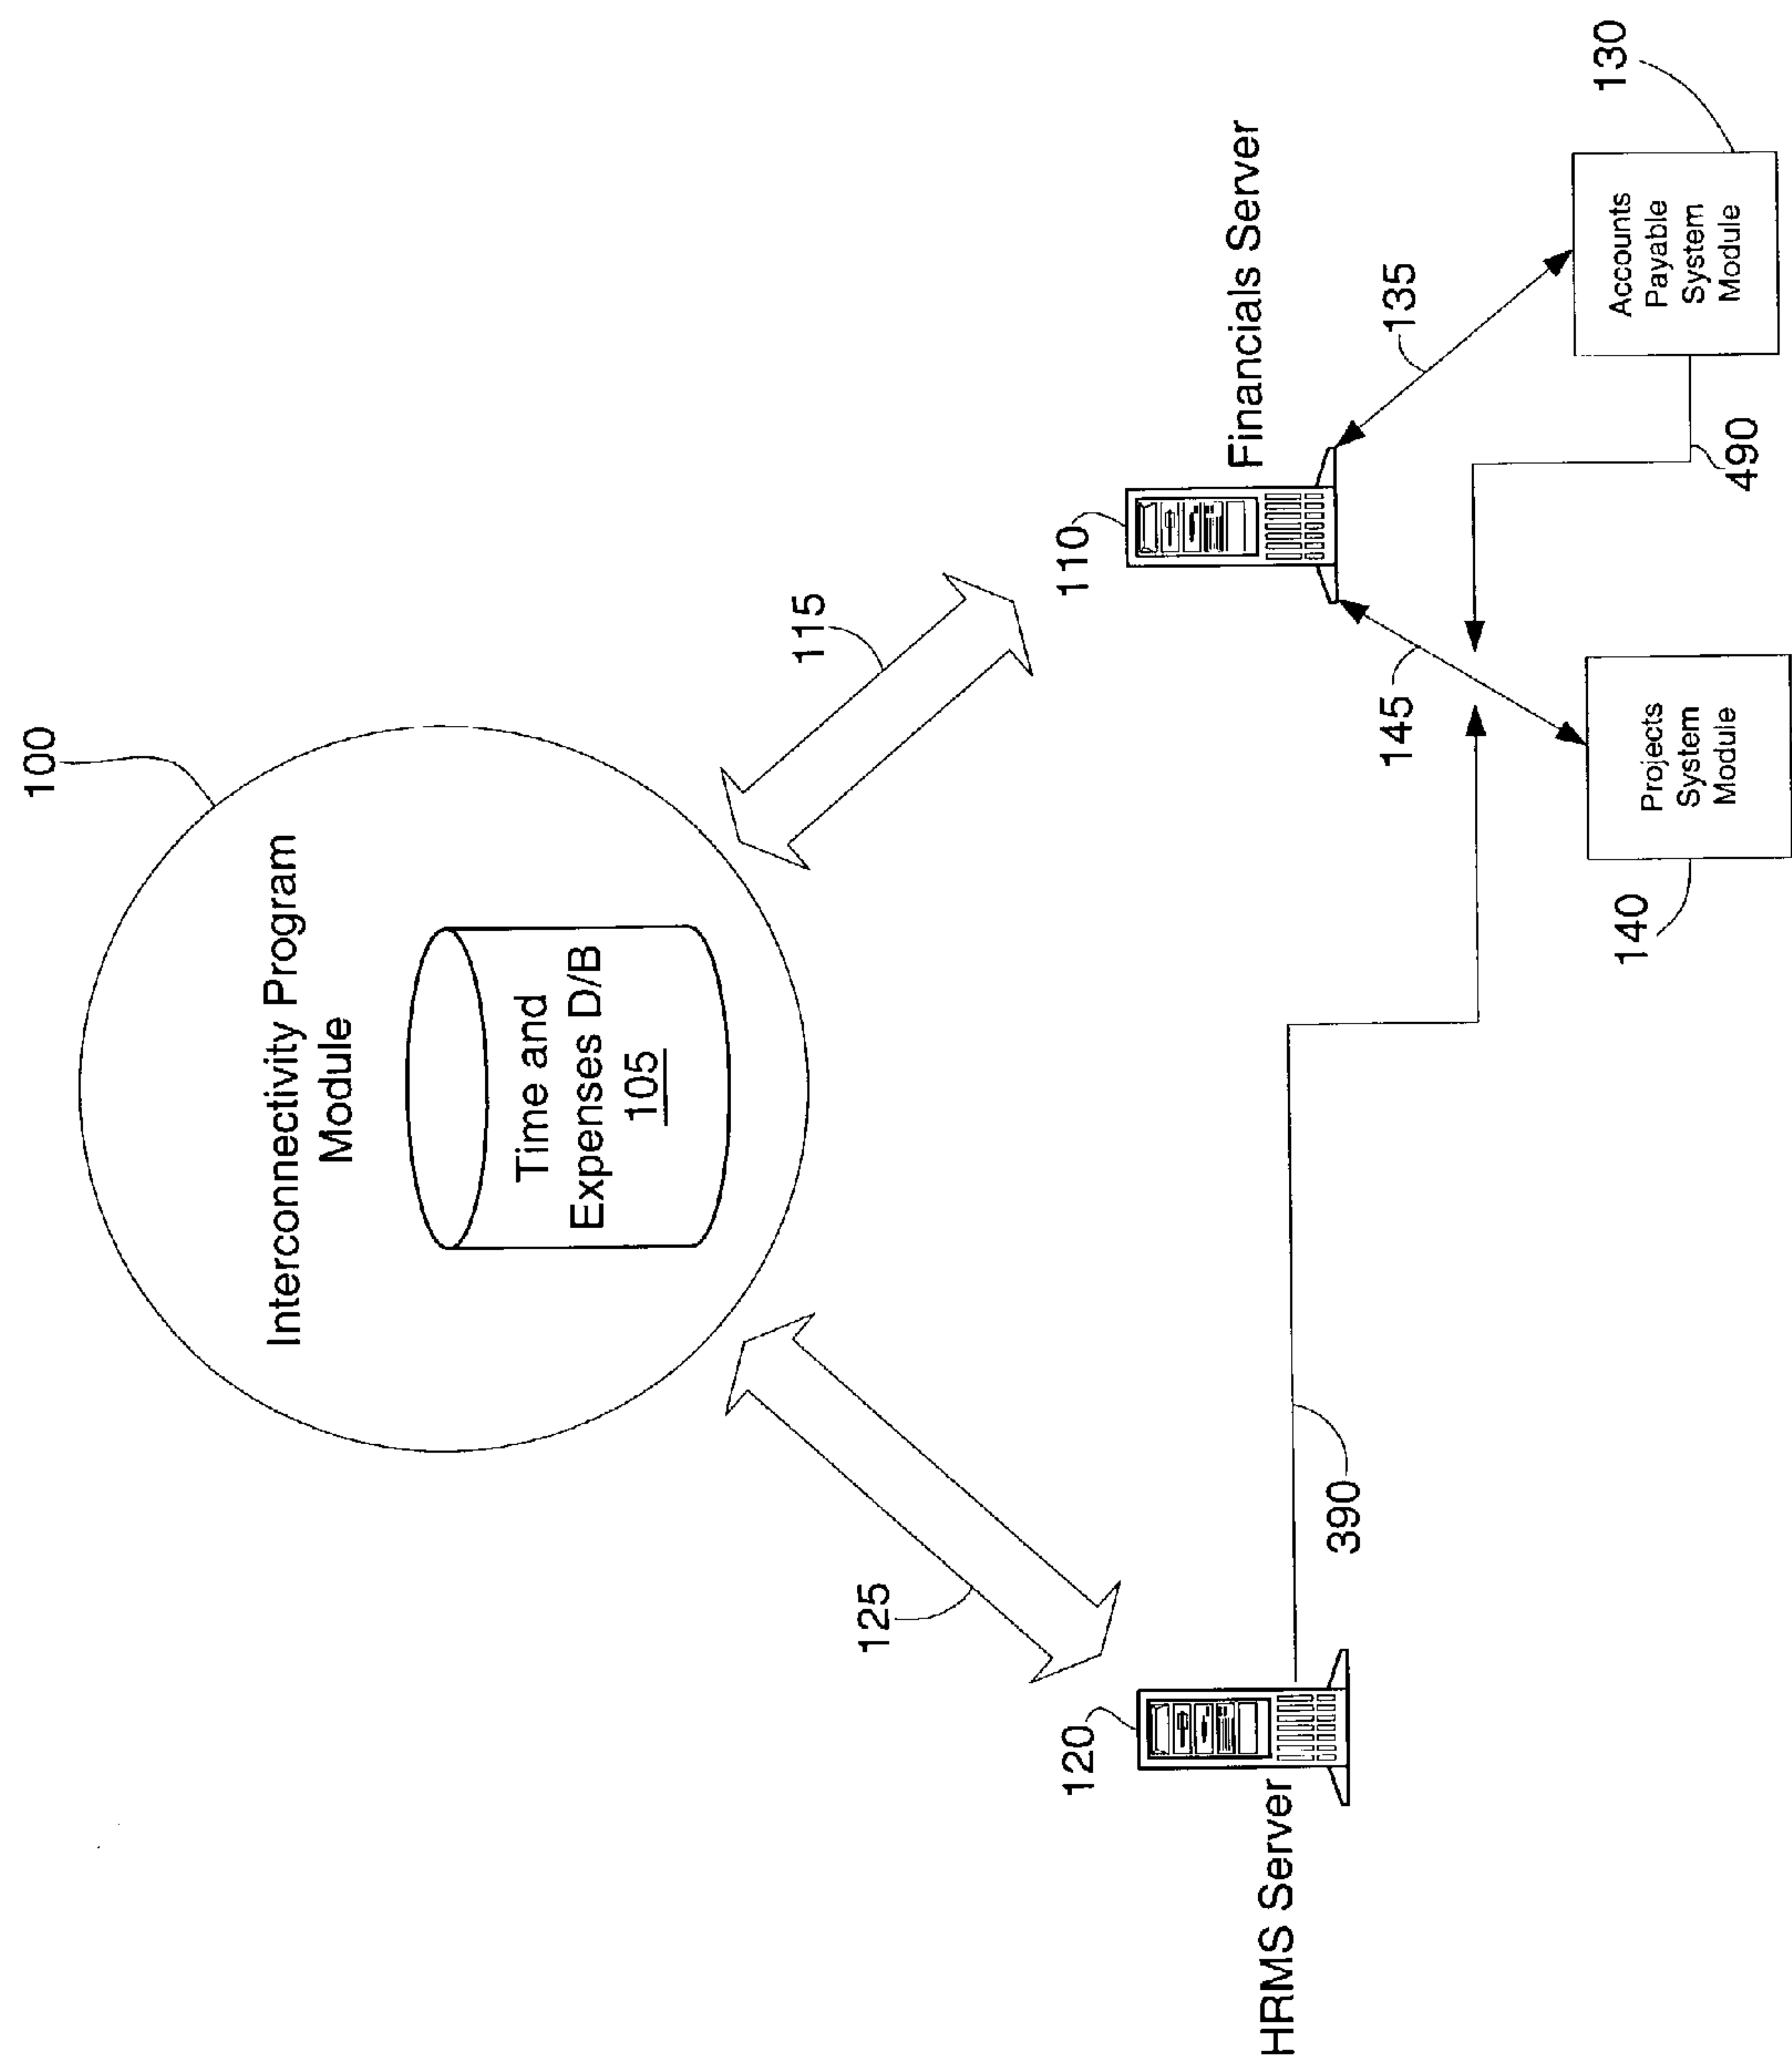 100
Interconnectivity Program
Module
Time and
Expenses D/B
105
125
115
120
HRMS Server
110
Financials Server
390
145
135
140
Projects
System
Module
490
Accounts
Payable
System
Module
130